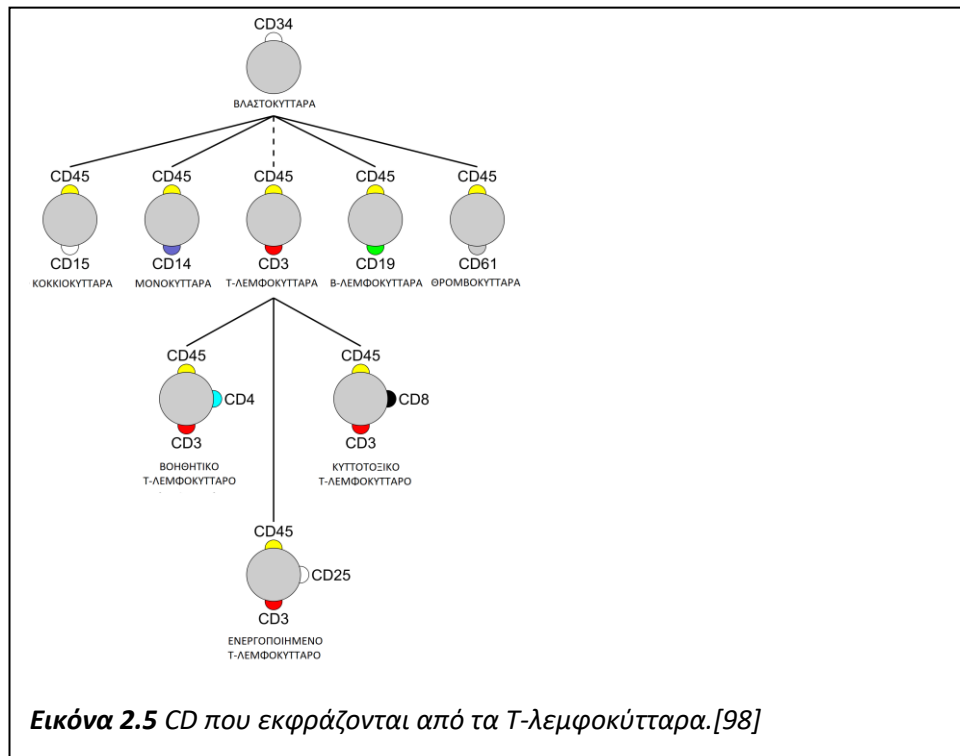 CD34
ΒΛΑΣΤΟΚΥΤΤΑΡΑ
CD45 CD45 CD45 CD45 CD45
CD15 CD14 CD3 CD19 CD61
ΚΟΚΚΙΟΚΥΤΤΑΡΑ ΜΟΝΟΚΥΤΤΑΡΑ Τ-ΛΕΜΦΟΚΥΤΤΑΡΑ Β-ΛΕΜΦΟΚΥΤΤΑΡΑ ΘΡΟΜΒΟΚΥΤΤΑΡΑ
CD45 CD45
CD4 CD8
CD3 CD3
ΒΟΗΘΗΤΙΚΟ ΚΥΤΤΟΤΟΞΙΚΟ
Τ-ΛΕΜΦΟΚΥΤΤΑΡΟ Τ-ΛΕΜΦΟΚΥΤΤΑΡΟ
CD45
CD25
CD3
ΕΝΕΡΓΟΠΟΙΗΜΕΝΟ
Τ-ΛΕΜΦΟΚΥΤΤΑΡΟ
Εικόνα 2.5 CD που εκφράζονται από τα Τ-λεμφοκύτταρα.[98]